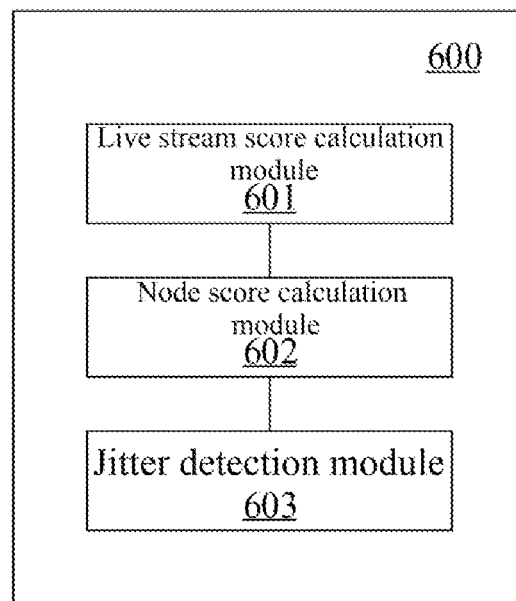 600
Live stream score calculation
module
601
Node score calculation
module
602
Jitter detection module
603